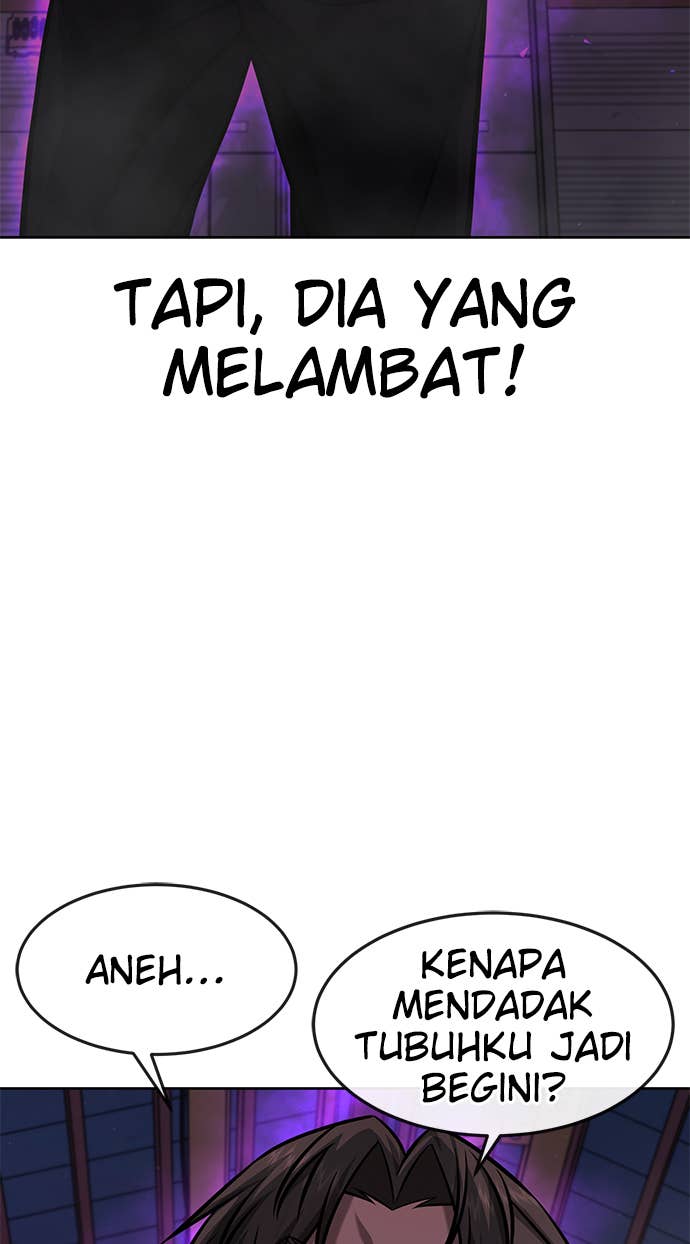 TAPI, DIA YANG
MELAMBAT!
ANEH...
KENAPA
MENDADAK
TUBUHKU JADI
BEGINI?